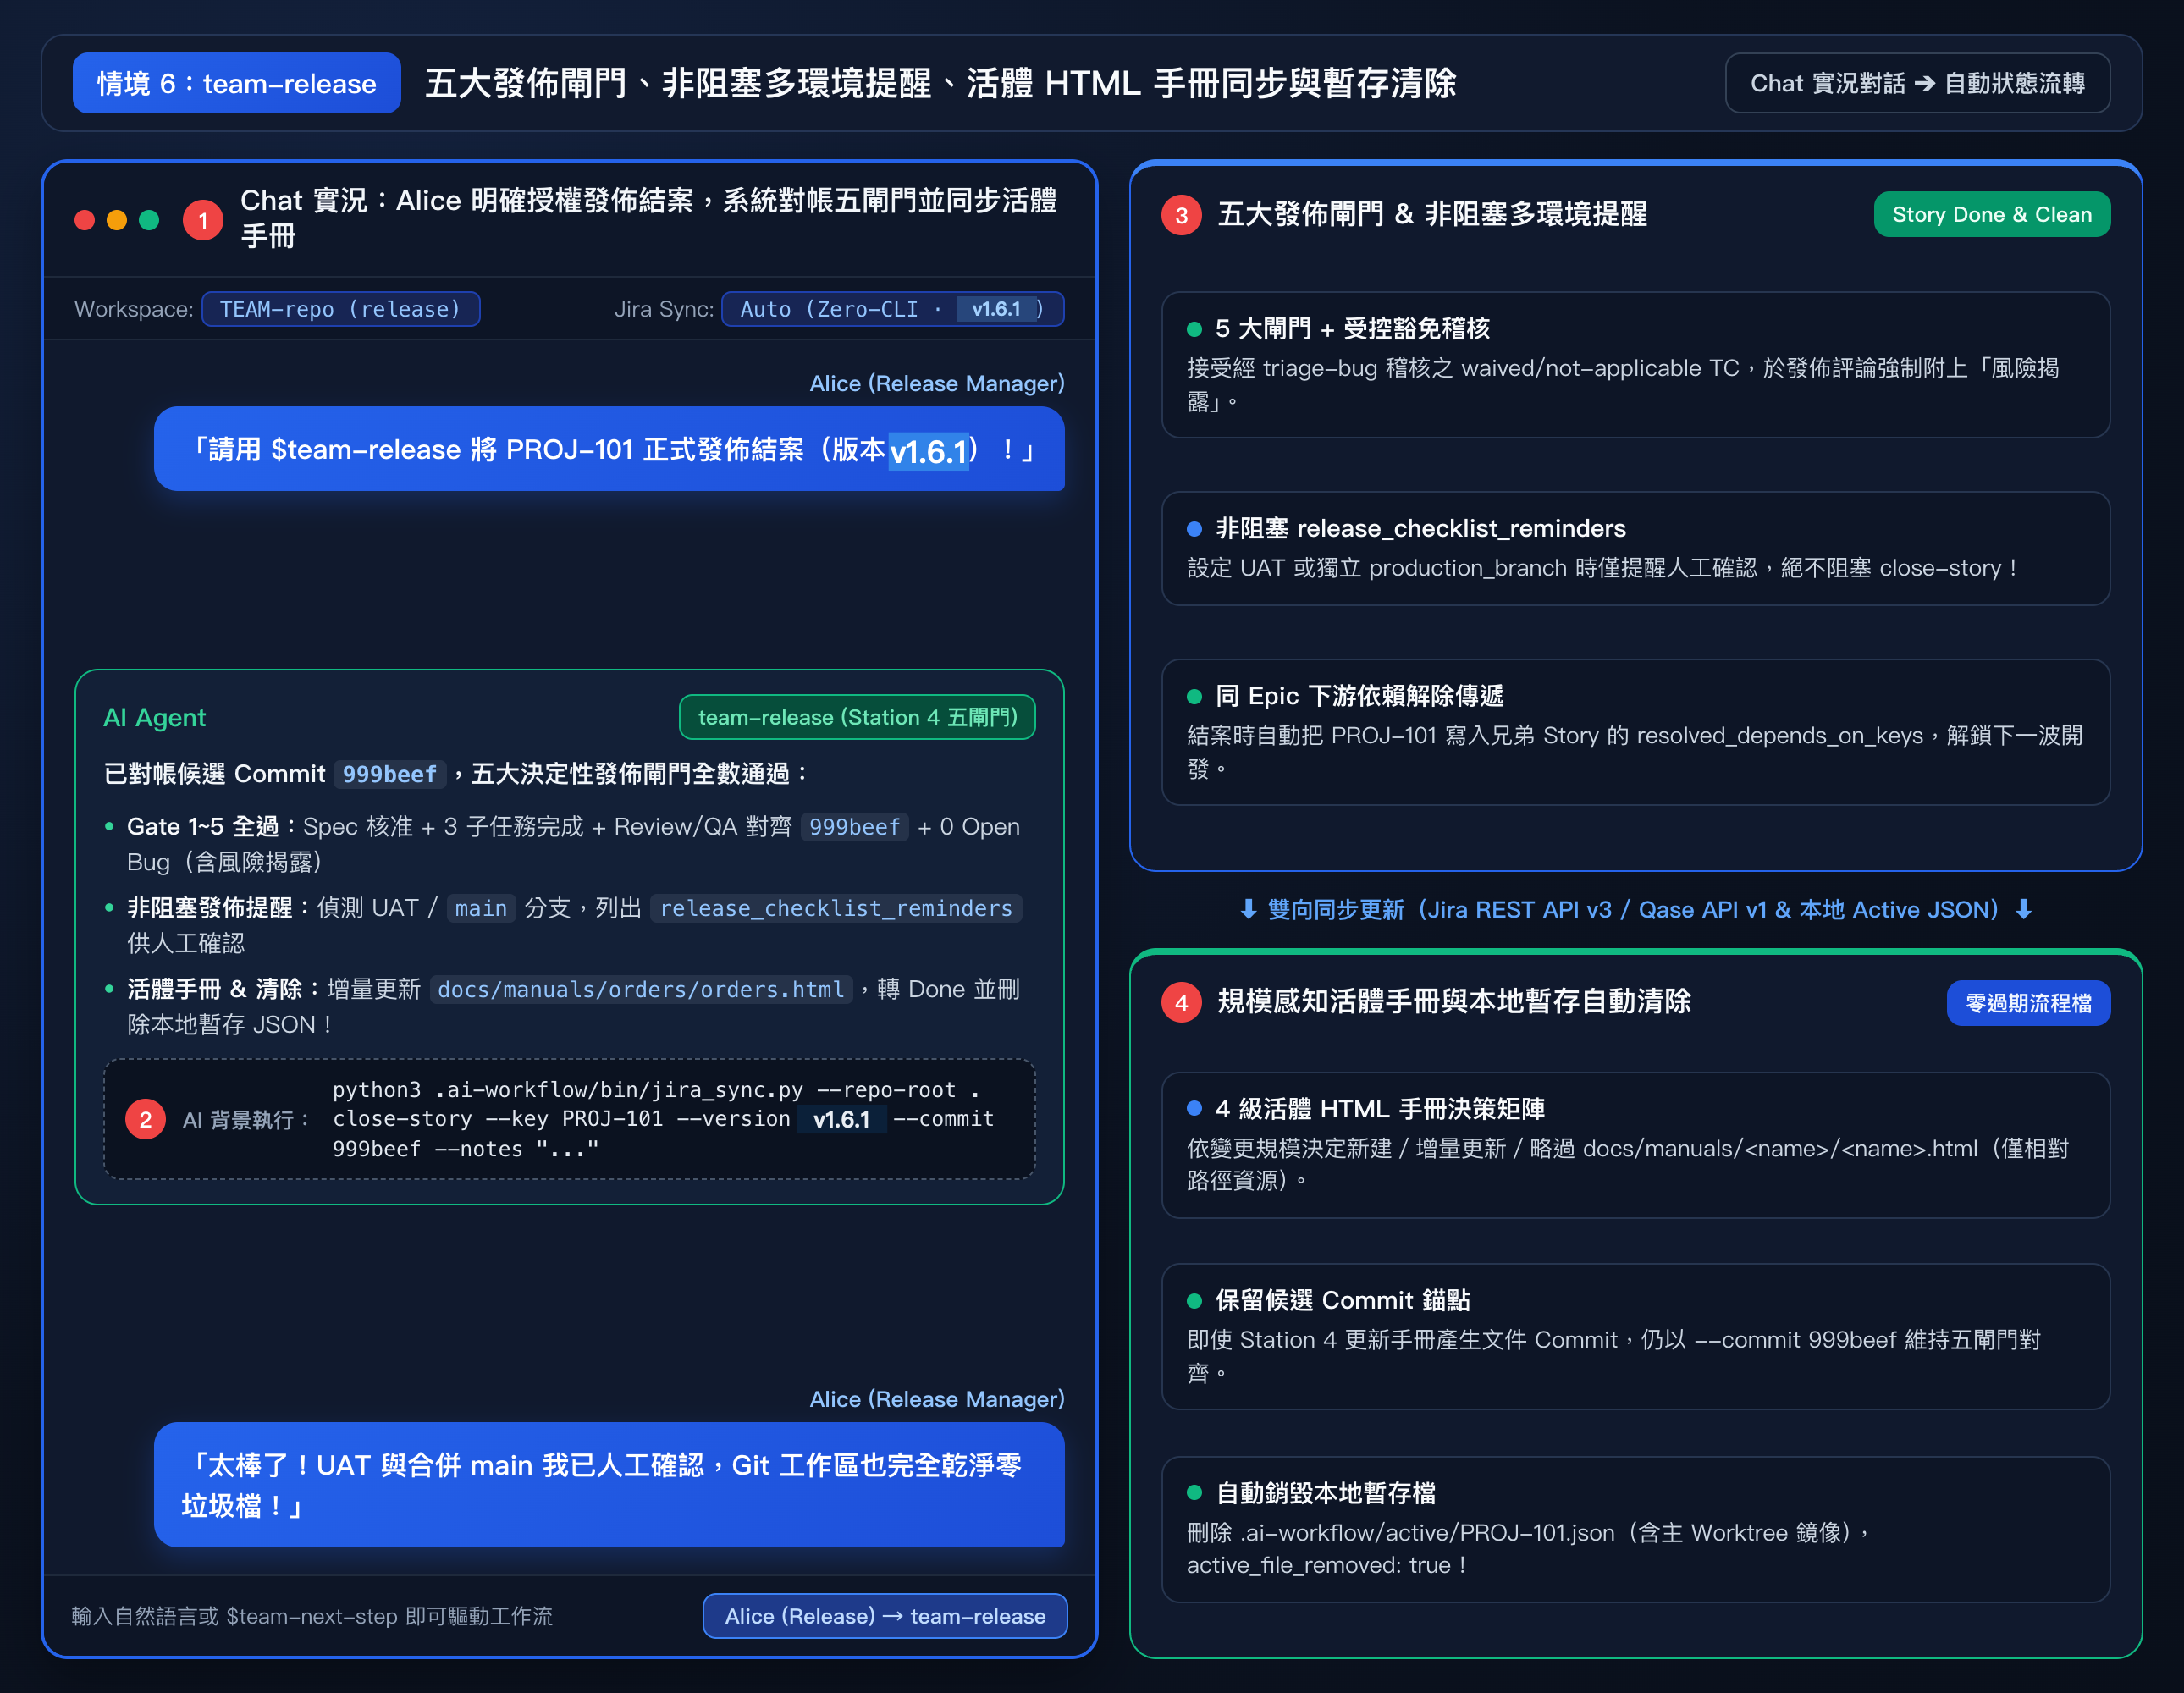 情境 6：team-release
五大發佈閘門、非阻塞多環境提醒、活體 HTML 手冊同步與暫存清除
Chat 實況對話 ➔ 自動狀態流轉
1
Chat 實況：Alice 明確授權發佈結案，系統對帳五閘門並同步活體
手冊
Workspace: TEAM-repo (release)
Jira Sync: Auto (Zero-CLI · v1.6.1)
Alice (Release Manager)
「請用 $team-release 將 PROJ-101 正式發佈結案（版本 v1.6.1）！」
AI Agent
team-release (Station 4 五閘門)
已對帳候選 Commit 999beef，五大決定性發佈閘門全數通過：
• Gate 1~5 全過：Spec 核准 + 3 子任務完成 + Review/QA 對齊 999beef + 0 Open
Bug（含風險揭露）
• 非阻塞發佈提醒：偵測 UAT / main 分支，列出 release_checklist_reminders
供人工確認
• 活體手冊 & 清除：增量更新 docs/manuals/orders/orders.html，轉 Done 並刪
除本地暫存 JSON！
2
AI 背景執行：
python3 .ai-workflow/bin/jira_sync.py --repo-root .
close-story --key PROJ-101 --version v1.6.1 --commit
999beef --notes "..."
Alice (Release Manager)
「太棒了！UAT 與合併 main 我已人工確認，Git 工作區也完全乾淨零
垃圾檔！」
輸入自然語言或 $team-next-step 即可驅動工作流
Alice (Release) → team-release
3
五大發佈閘門 & 非阻塞多環境提醒
Story Done & Clean
5 大閘門 + 受控豁免稽核
接受經 triage-bug 稽核之 waived/not-applicable TC，於發佈評論強制附上「風險揭
露」。
非阻塞 release_checklist_reminders
設定 UAT 或獨立 production_branch 時僅提醒人工確認，絕不阻塞 close-story！
同 Epic 下游依賴解除傳遞
結案時自動把 PROJ-101 寫入兄弟 Story 的 resolved_depends_on_keys，解鎖下一波開
發。
⬇ 雙向同步更新（Jira REST API v3 / Qase API v1 & 本地 Active JSON）⬇
4
規模感知活體手冊與本地暫存自動清除
零過期流程檔
4 級活體 HTML 手冊決策矩陣
依變更規模決定新建 / 增量更新 / 略過 docs/manuals/<name>/<name>.html（僅相對
路徑資源）。
保留候選 Commit 錨點
即使 Station 4 更新手冊產生文件 Commit，仍以 --commit 999beef 維持五閘門對
齊。
自動銷毀本地暫存檔
刪除 .ai-workflow/active/PROJ-101.json（含主 Worktree 鏡像），
active_file_removed: true！